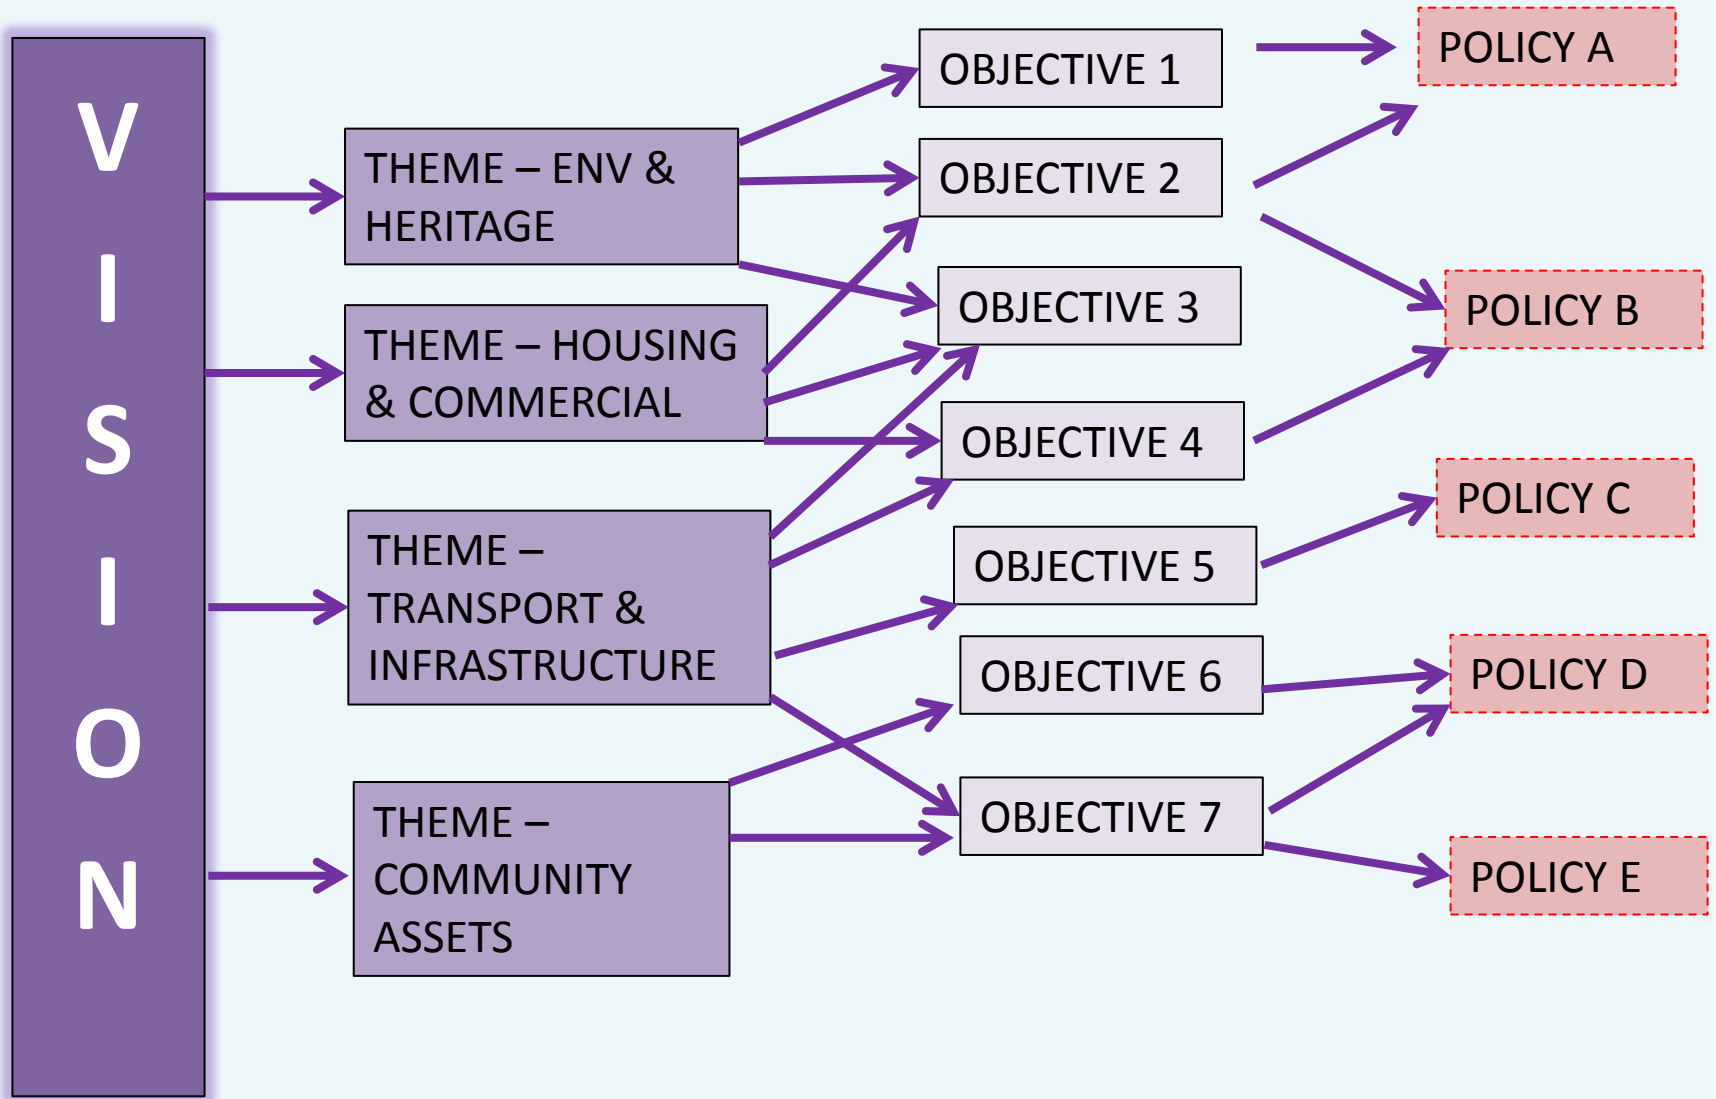 V
I
S
I
O
N
THEME – ENV &
HERITAGE
THEME – HOUSING
& COMMERCIAL
THEME –
TRANSPORT &
INFRASTRUCTURE
THEME –
COMMUNITY
ASSETS
OBJECTIVE 1
OBJECTIVE 2
OBJECTIVE 3
OBJECTIVE 4
OBJECTIVE 5
OBJECTIVE 6
OBJECTIVE 7
POLICY A
POLICY B
POLICY C
POLICY D
POLICY E